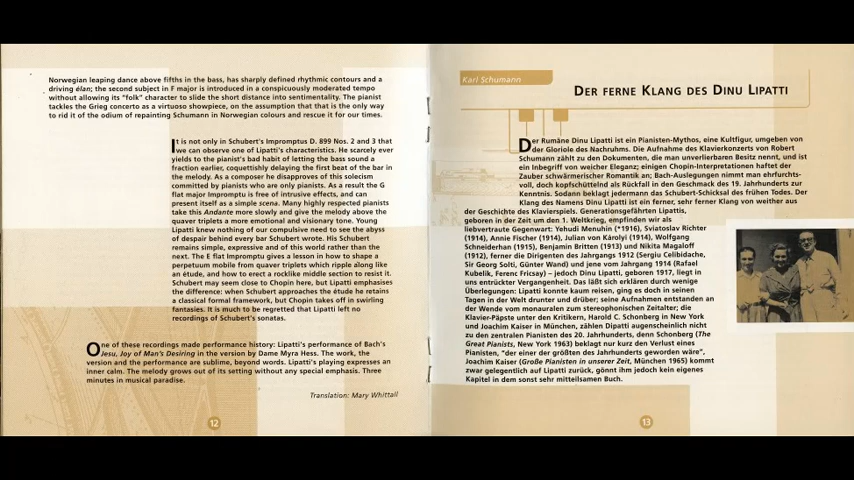 Norwegian leaping dance above fifths in the bass, has sharply defined rhythmic contours and a
driving élan; the second subject in F major is introduced in a conspicuously moderated tempo
without allowing its "folk" character to slide the short distance into sentimentality. The pianist
tackles the Grieg concerto as a virtuoso showpiece, on the assumption that that is the only way
to rid it of the odium of repainting Schumann in Norwegian colours and rescue it for our times.
It is not only in Schubert's Impromptus D. 899 Nos. 2 and 3 that
we can observe one of Lipatti's characteristics. He scarcely ever
yields to the pianist's bad habit of letting the bass sound a
fraction earlier, coquettishly delaying the first beat of the bar in
the melody. As a composer he disapproves of this solecism
committed by pianists who are only pianists. As a result the G
flat major Impromptu is free of intrusive effects, and can
present itself as a simple scena. Many highly respected pianists
take this Andante more slowly and give the melody above the
quaver triplets a more emotional and visionary tone. Young
Lipatti knew nothing of our compulsive need to see the abyss
of despair behind every bar Schubert wrote. His Schubert
remains simple, expressive and of this world rather than the
next. The E flat Impromptu gives a lesson in how to shape a
perpetuum mobile from quaver triplets which ripple along like
an étude, and how to erect a rocklike middle section to resist it.
Schubert may seem close to Chopin here, but Lipatti emphasises
the difference: when Schubert approaches the étude he retains
a classical formal framework, but Chopin takes off in swirling
fantasies. It is much to be regretted that Lipatti left no
recordings of Schubert's sonatas.
One of these recordings made performance history: Lipatti's performance of Bach's
Jesu, Joy of Man's Desiring in the version by Dame Myra Hess. The work, the
version and the performance are sublime, beyond words. Lipatti's playing expresses an
inner calm. The melody grows out of its setting without any special emphasis. Three
minutes in musical paradise.
Translation: Mary Whittall
12
Karl Schumann
DER FERNE KLANG DES DINU LIPATTI
Der Rumäne Dinu Lipatti ist ein Pianisten-Mythos, eine Kultfigur, umgeben von
der Gloriole des Nachruhms. Die Aufnahme des Klavierkonzerts von Robert
Schumann zählt zu den Dokumenten, die man unverlierbaren Besitz nennt, und ist
ein Inbegriff von weicher Eleganz; einigen Chopin-Interpretationen haftet der
Zauber schwärmerischer Romantik an; Bach-Auslegungen nimmt man ehrfurchts-
voll, doch kopfschüttelnd als Rückfall in den Geschmack des 19. Jahrhunderts zur
Kenntnis. Sodann beklagt jedermann das Schubert-Schicksal des frühen Todes. Der
Klang des Namens Dinu Lipatti ist ein ferner, sehr ferner Klang von weither aus
der Geschichte des Klavierspiels. Generationsgefährten Lipattis,
geboren in der Zeit um den 1. Weltkrieg, empfinden wir als
liebvertraute Gegenwart: Yehudi Menuhin (*1916), Sviatoslav Richter
(1914), Annie Fischer (1914), Julian von Károlyi (1914), Wolfgang
Schneiderhan (1915), Benjamin Britten (1913) und Nikita Magaloff
(1912), ferner die Dirigenten des Jahrgangs 1912 (Sergiu Celibidache,
Sir Georg Solti, Günter Wand) und jene vom Jahrgang 1914 (Rafael
Kubelik, Ferenc Fricsay) – jedoch Dinu Lipatti, geboren 1917, liegt in
uns entrückter Vergangenheit. Das läßt sich erklären durch wenige
Überlegungen: Lipatti konnte kaum reisen, ging es doch in seinen
Tagen in der Welt drunter und drüber; seine Aufnahmen entstanden an
der Wende vom monauralen zum stereophonischen Zeitalter; die
Klavier-Päpste unter den Kritikern, Harold C. Schonberg in New York
und Joachim Kaiser in München, zählen Dipatti augenscheinlich nicht
zu den zentralen Pianisten des 20. Jahrhunderts, denn Schonberg (The
Great Pianists, New York 1963) beklagt nur kurz den Verlust eines
Pianisten, "der einer der größten des Jahrhunderts geworden wäre",
Joachim Kaiser (Große Pianisten in unserer Zeit, München 1965) kommt
zwar gelegentlich auf Lipatti zurück, gönnt ihm jedoch kein eigenes
Kapitel in dem sonst sehr mitteilsamen Buch.
13